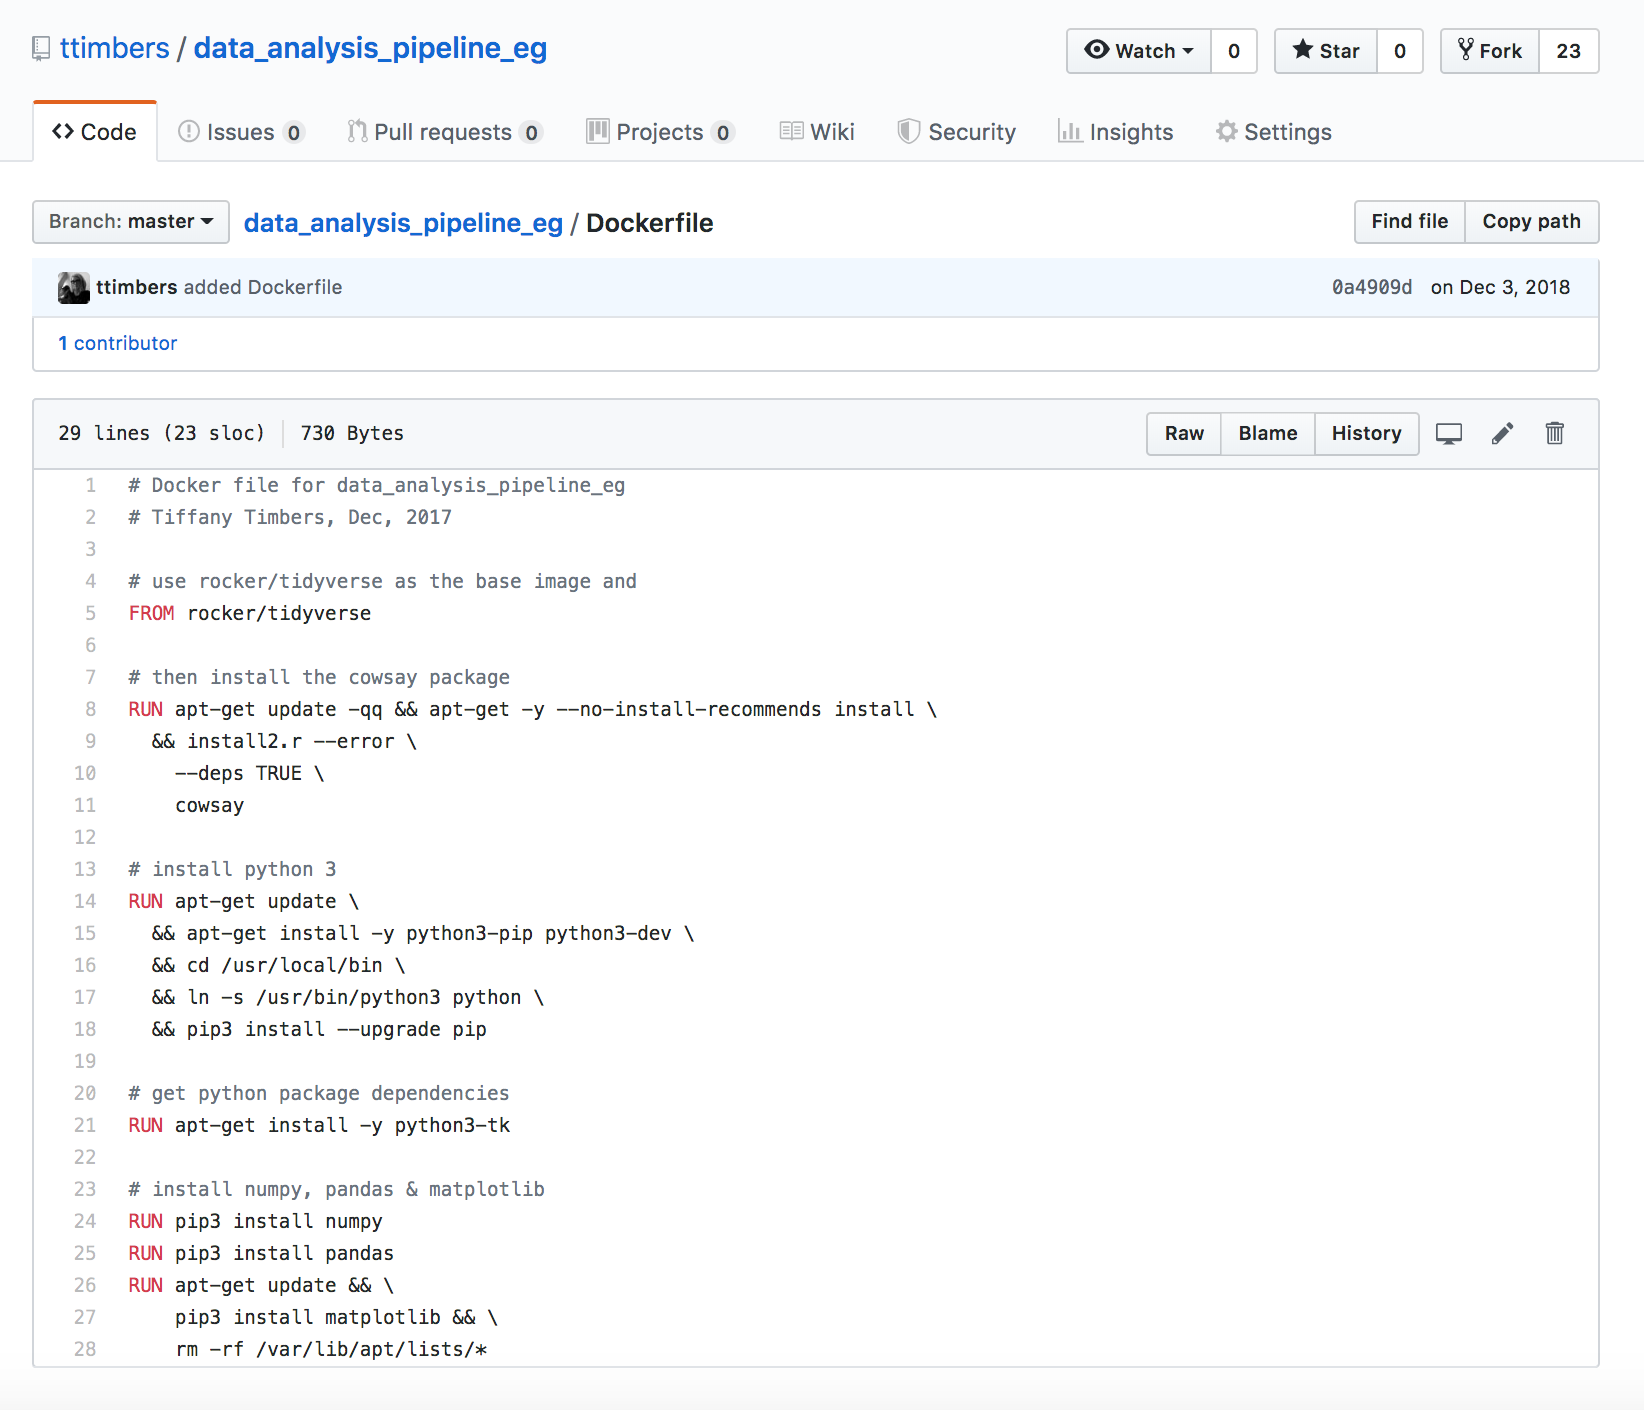 ttimbers / data_analysis_pipeline_eg
Watch 0 Star 0 Fork 23
Code Issues 0 Pull requests 0 Projects 0 Wiki Security Insights Settings
Branch: master data_analysis_pipeline_eg / Dockerfile Find file Copy path
ttimbers added Dockerfile 0a4909d on Dec 3, 2018
1 contributor
29 lines (23 sloc) 730 Bytes Raw Blame History
1 # Docker file for data_analysis_pipeline_eg
2 # Tiffany Timbers, Dec, 2017
3
4 # use rocker/tidyverse as the base image and
5 FROM rocker/tidyverse
6
7 # then install the cowsay package
8 RUN apt-get update -qq && apt-get -y --no-install-recommends install \
9 && install2.r --error \
10 --deps TRUE \
11 cowsay
12
13 # install python 3
14 RUN apt-get update \
15 && apt-get install -y python3-pip python3-dev \
16 && cd /usr/local/bin \
17 && ln -s /usr/bin/python3 python \
18 && pip3 install --upgrade pip
19
20 # get python package dependencies
21 RUN apt-get install -y python3-tk
22
23 # install numpy, pandas & matplotlib
24 RUN pip3 install numpy
25 RUN pip3 install pandas
26 RUN apt-get update && \
27 pip3 install matplotlib && \
28 rm -rf /var/lib/apt/lists/*